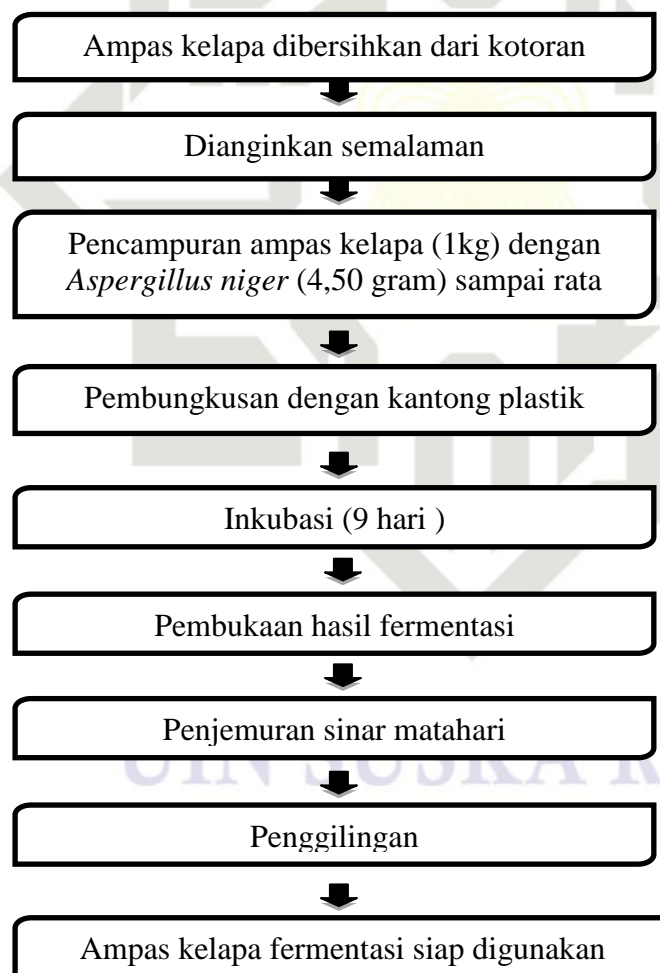 Ampas kelapa dibersihkan dari kotoran
Dianginkan semalaman
Pencampuran ampas kelapa (1kg) dengan
Aspergillus niger (4,50 gram) sampai rata
Pembungkusan dengan kantong plastik
Inkubasi (9 hari )
Pembukaan hasil fermentasi
Penjemuran sinar matahari
UIN SUSKA R
Penggilingan
Ampas kelapa fermentasi siap digunakan